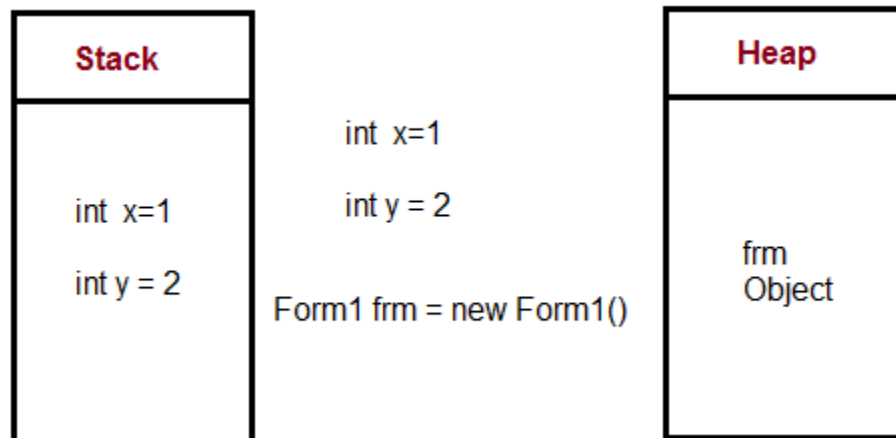 Stack
int x=1
int y = 2
int x=1
int y = 2
Form1 frm = new Form1()
Heap
frm
Object